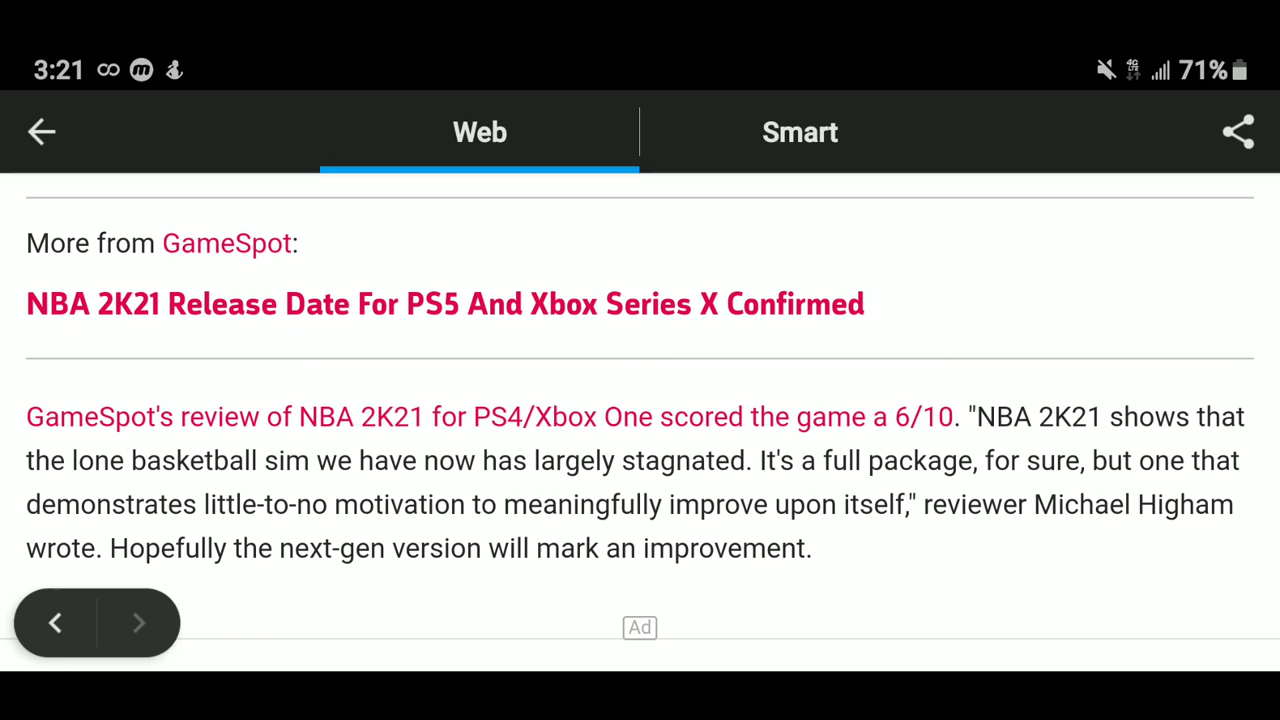 3:21
4G LTE 71%
Web
Smart
More from GameSpot:
NBA 2K21 Release Date For PS5 And Xbox Series X Confirmed
GameSpot's review of NBA 2K21 for PS4/Xbox One scored the game a 6/10. "NBA 2K21 shows that
the lone basketball sim we have now has largely stagnated. It's a full package, for sure, but one that
demonstrates little-to-no motivation to meaningfully improve upon itself," reviewer Michael Higham
wrote. Hopefully the next-gen version will mark an improvement.
Ad